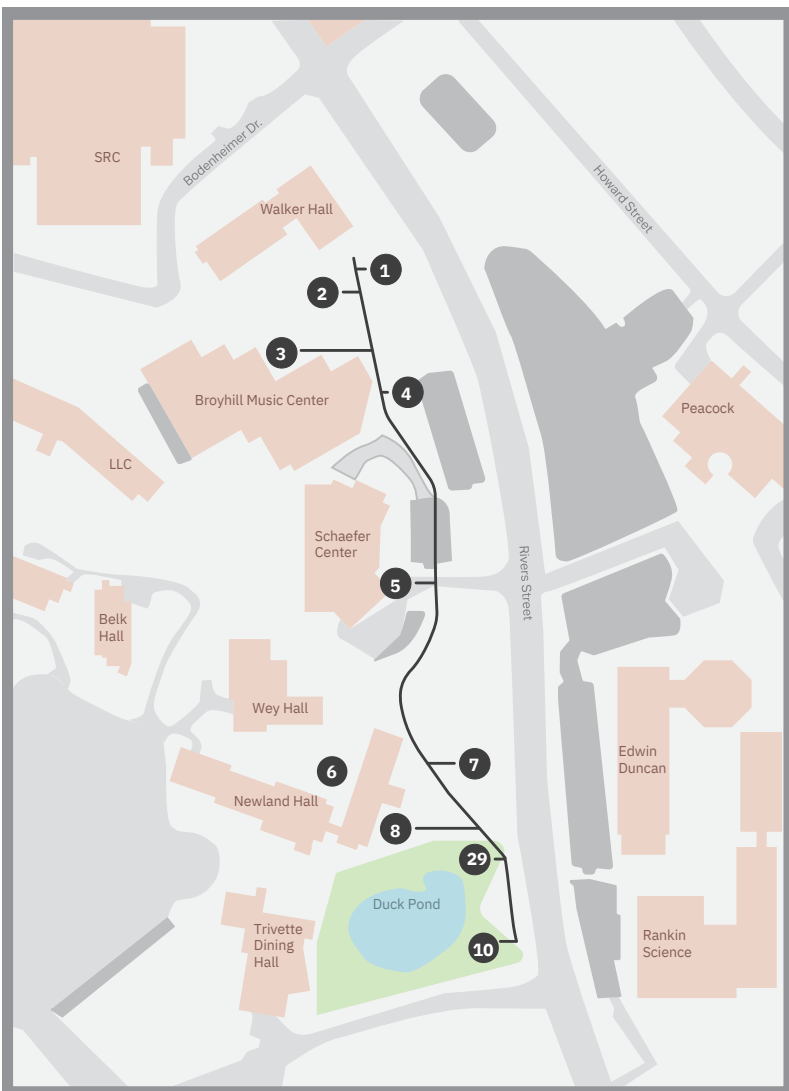 SRC
Bodenheimer Dr.
Howard Street
Walker Hall
1
2
3
4
Broyhill Music Center
Peacock
LLC
Schaefer
Center
Rivers Street
5
Belk
Hall
Wey Hall
Edwin
Duncan
6
7
Newland Hall
8
29
Duck Pond
Trivette
Dining
Hall
10
Rankin
Science